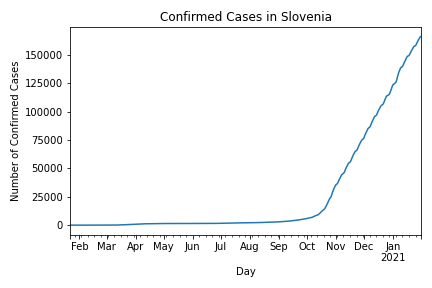 Confirmed Cases in Slovenia
Number of Confirmed Cases
150000
125000
100000
75000
50000
25000
0
Feb Mar Apr May Jun Jul Aug Sep Oct Nov Dec Jan
2021
Day